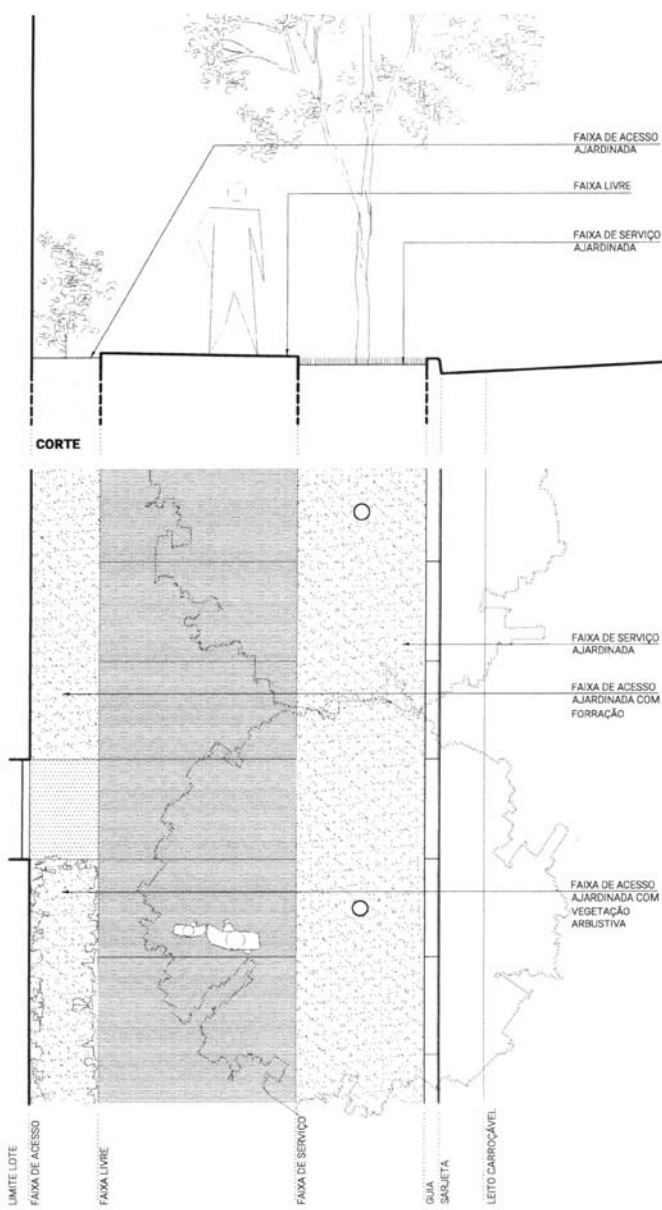 FAIXA DE ACESSO
AJARDINADA
FAIXA LIVRE
FAIXA DE SERVIÇO
AJARDINADA
CORTE
FAIXA DE SERVIÇO
AJARDINADA
FAIXA DE ACESSO
AJARDINADA COM
FORRAÇÃO
FAIXA DE ACESSO
AJARDINADA COM
VEGETAÇÃO
ARBUSTIVA
LIMITE LOTE
FAIXA DE ACESSO
FAIXA LIVRE
FAIXA DE SERVIÇO
GUIA
SARJETA
LEITO CARROÇÁVEL